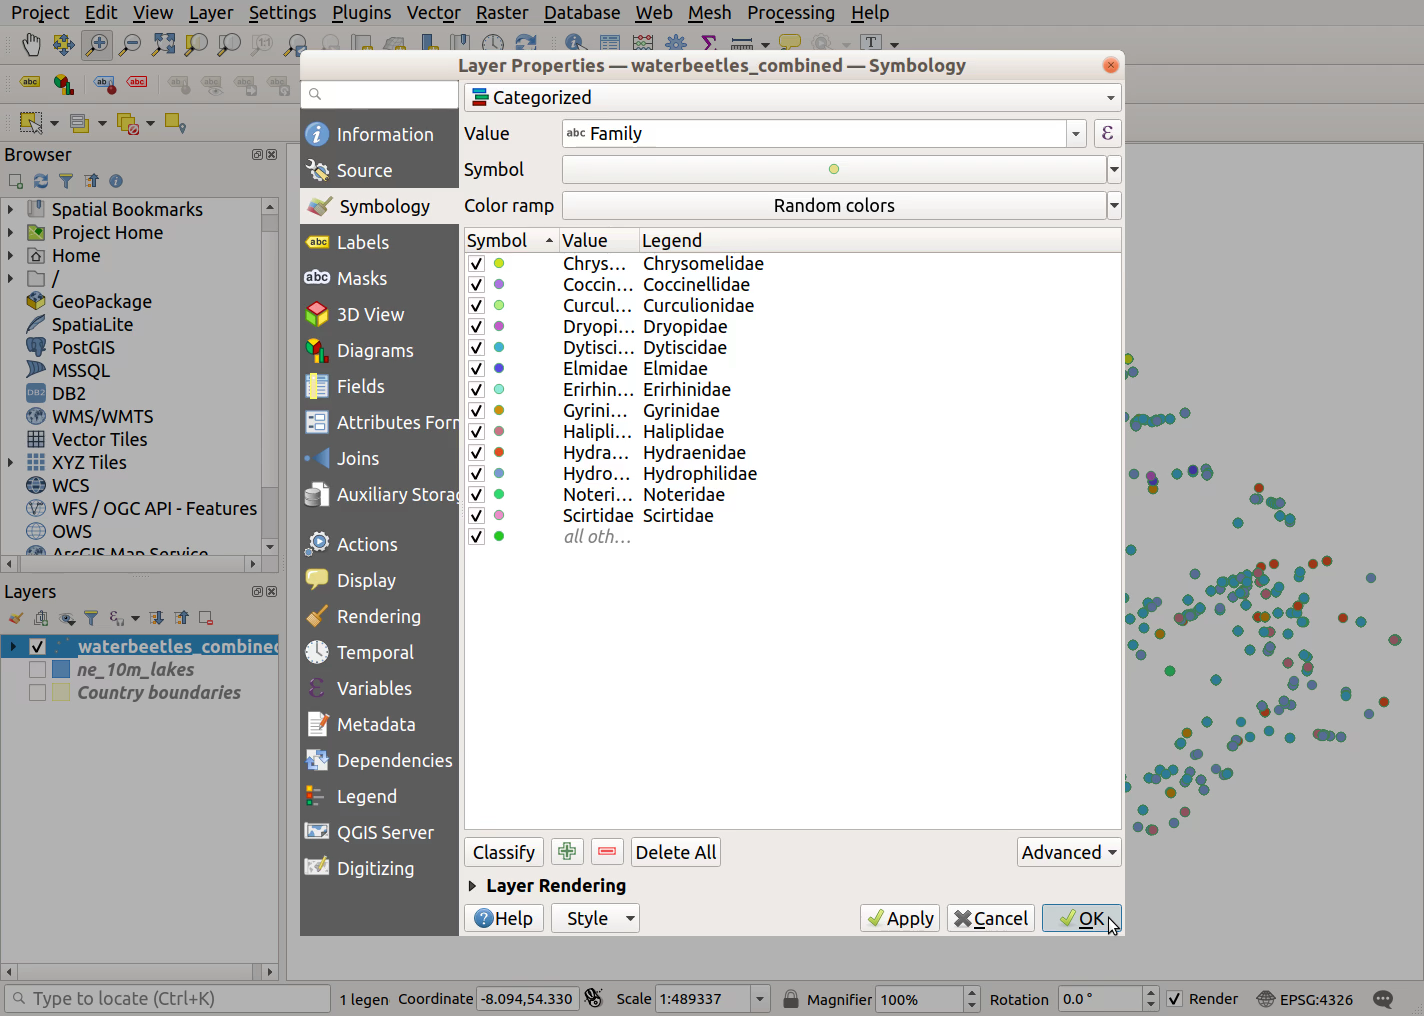 Project Edit View Layer Settings Plugins Vector Raster Database Web Mesh Processing Help
Layer Properties — waterbeetles_combined — Symbology
Browser
Spatial Bookmarks
Project Home
Home
/
GeoPackage
SpatiaLite
PostGIS
MSSQL
DB2
WMS/WMTS
Vector Tiles
XYZ Tiles
WCS
WFS / OGC API - Features
OWS
ArcGIS Map Service
Layers
waterbeetles_combined
ne_10m_lakes
Country boundaries
Information
Source
Symbology
abc Labels
abc Masks
3D View
Diagrams
Fields
Attributes Form
Joins
Auxiliary Storag
Actions
Display
Rendering
Temporal
Variables
Metadata
Dependencies
Legend
QGIS Server
Digitizing
Categorized
Value abc Family ε
Symbol
Color ramp Random colors
Symbol Value Legend
Chrys... Chrysomelidae
Coccin... Coccinellidae
Curcul... Curculionidae
Dryopi... Dryopidae
Dytisci... Dytiscidae
Elmidae Elmidae
Erirhin... Erirhinidae
Gyrini... Gyrinidae
Halipli... Haliplidae
Hydra... Hydraenidae
Hydro... Hydrophilidae
Noteri... Noteridae
Scirtidae Scirtidae
all oth...
Classify Delete All Advanced
Layer Rendering
Help Style Apply Cancel OK
Type to locate (Ctrl+K) 1 legen Coordinate -8.094,54.330 Scale 1:489337 Magnifier 100% Rotation 0.0 ° Render EPSG:4326